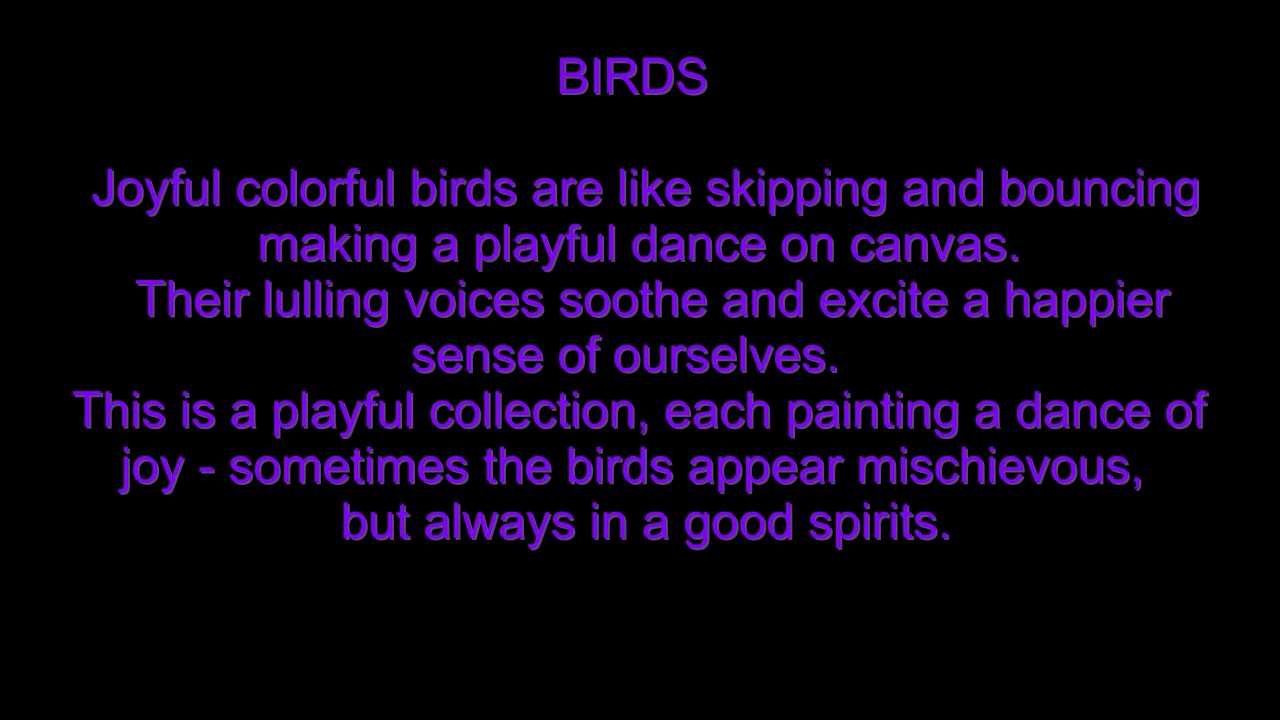 BIRDS
Joyful colorful birds are like skipping and bouncing
making a playful dance on canvas.
Their lulling voices soothe and excite a happier
sense of ourselves.
This is a playful collection, each painting a dance of
joy - sometimes the birds appear mischievous,
but always in a good spirits.